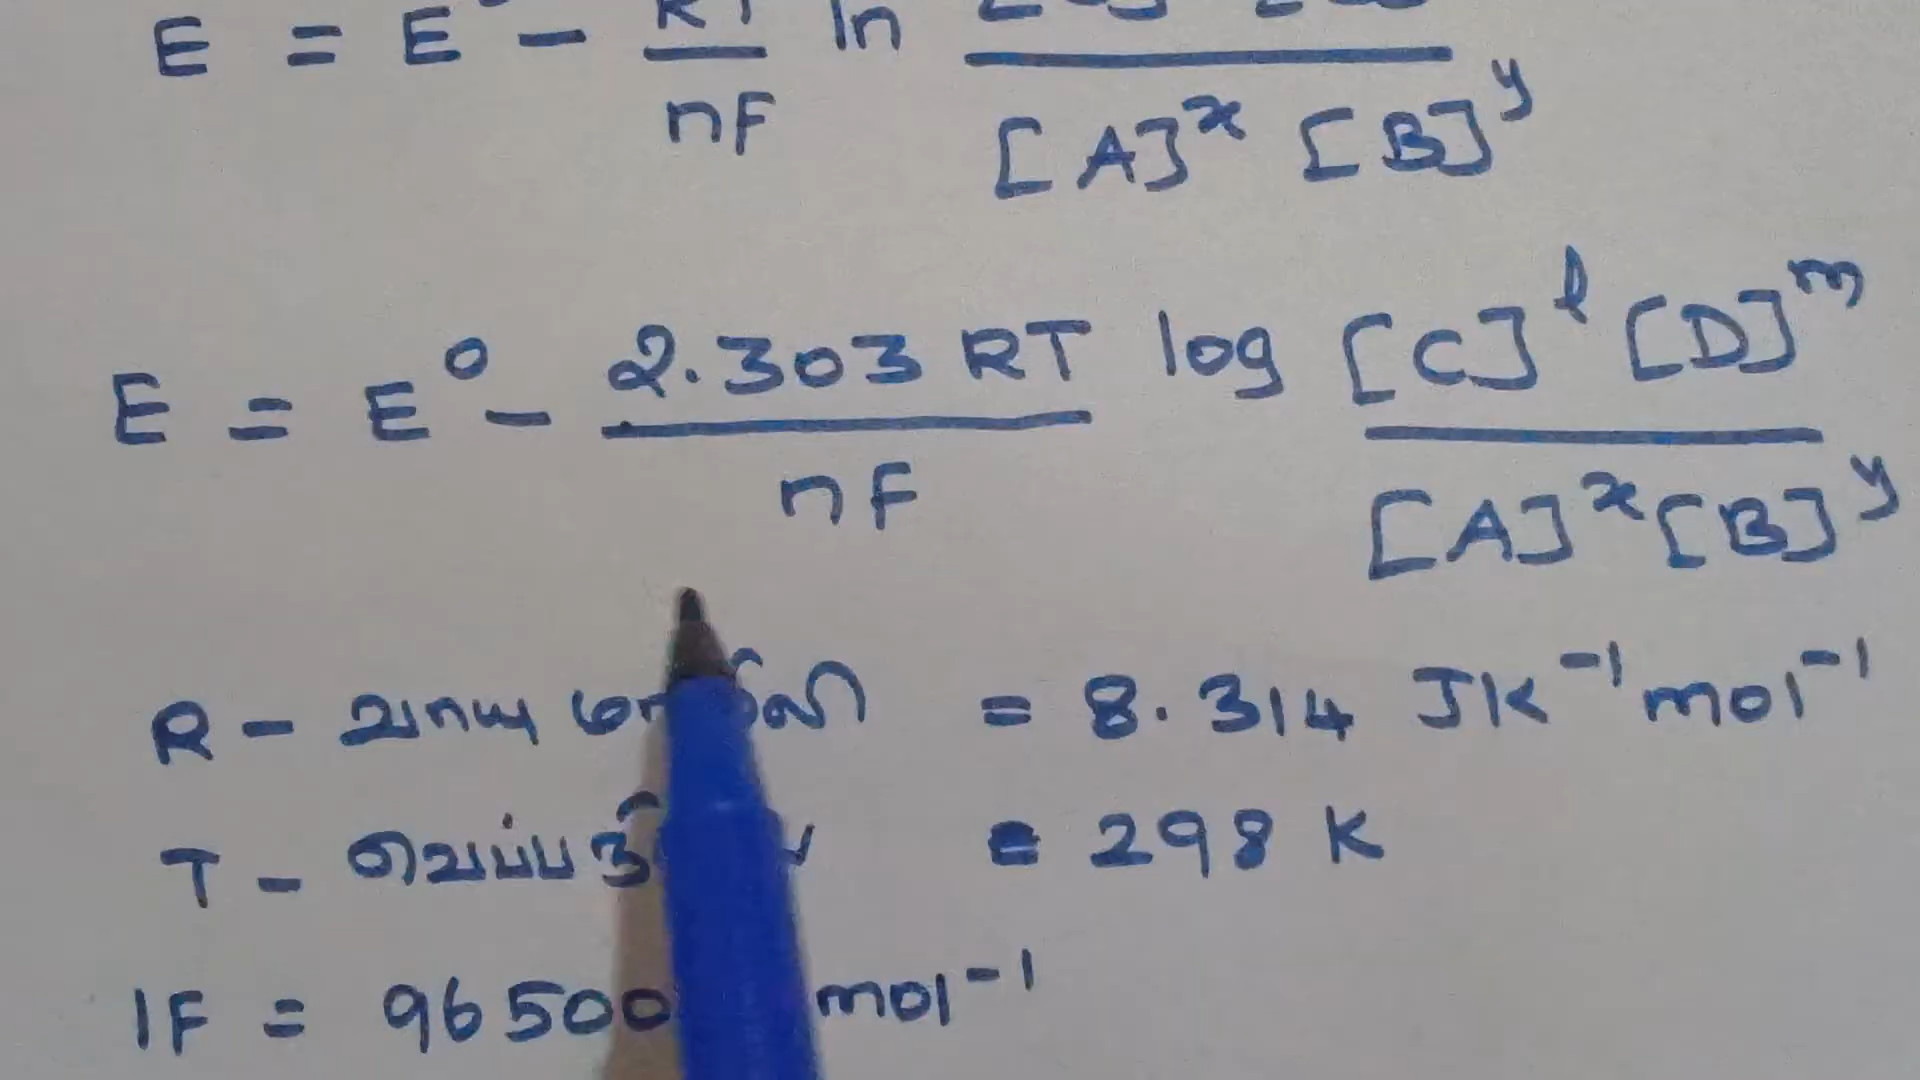 E = E° - RT/nF ln [C] [D] / [A]ˣ [B]ʸ
E = E⁰ - 2.303 RT/nF log [C]ˡ [D]ᵐ / [A]ˣ [B]ʸ
R - வாயு = 8.314 JK⁻¹ mol⁻¹
T - = 298 K
1F = 96500 mol⁻¹